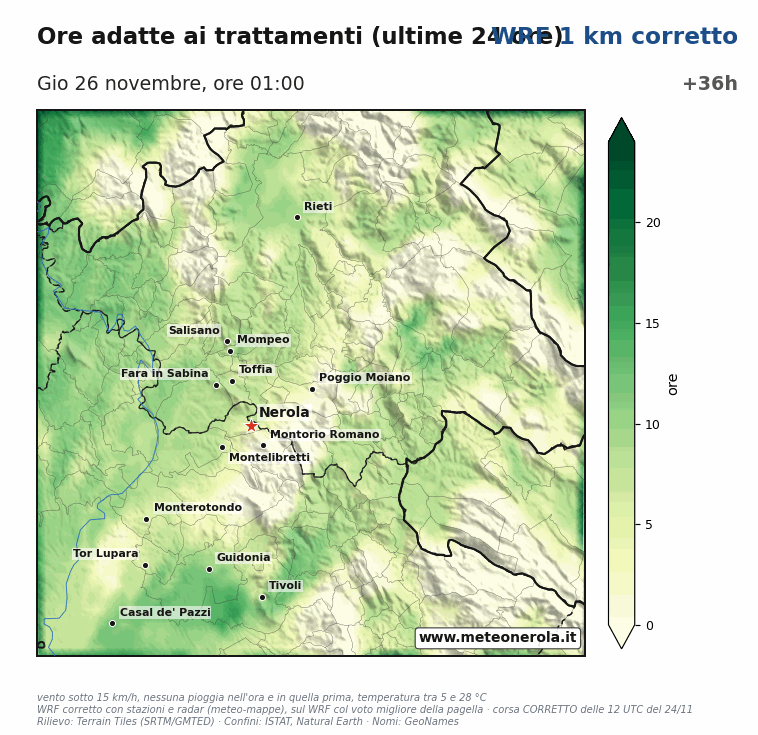 Ore adatte ai trattamenti (ultime 24 ore)
WRF 1 km corretto
Gio 26 novembre, ore 01:00
+36h
Rieti
Salisano
Mompeo
Fara in Sabina
Toffia
Poggio Moiano
Nerola
Montorio Romano
Montelibretti
Monterotondo
Tor Lupara
Guidonia
Tivoli
Casal de' Pazzi
www.meteonerola.it
20
15
10
5
0
ore
vento sotto 15 km/h, nessuna pioggia nell'ora e in quella prima, temperatura tra 5 e 28 °C
WRF corretto con stazioni e radar (meteo-mappe), sul WRF col voto migliore della pagella · corsa CORRETTO delle 12 UTC del 24/11
Rilievo: Terrain Tiles (SRTM/GMTED) · Confini: ISTAT, Natural Earth · Nomi: GeoNames